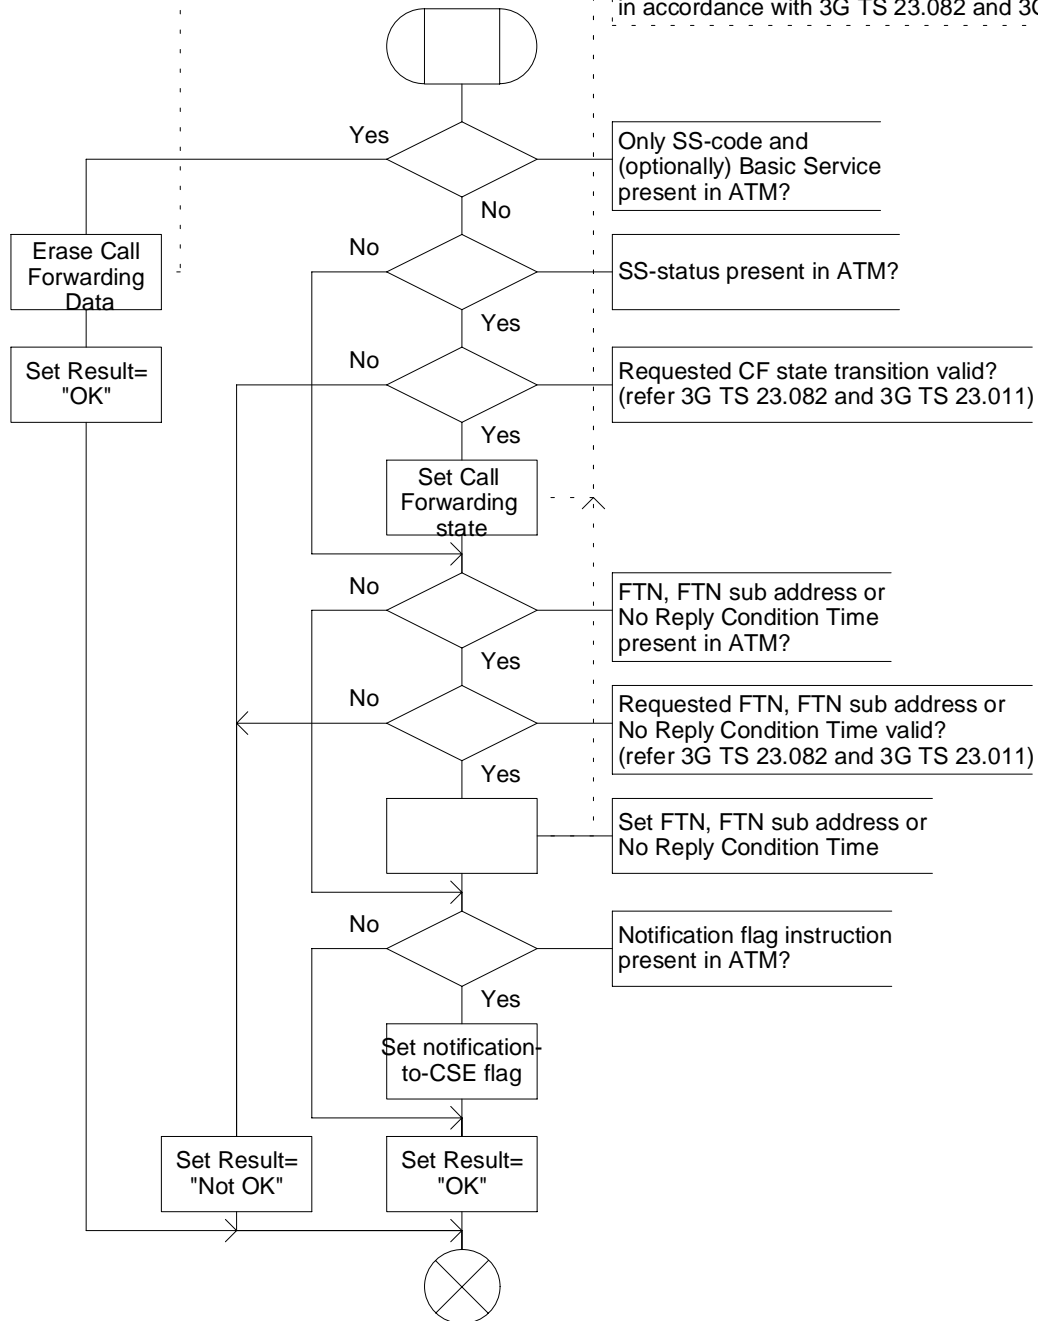 in accordance with 3G TS 23.082 and 3G
Yes
Only SS-code and
(optionally) Basic Service
present in ATM?
No
Erase Call
Forwarding
Data
No
SS-status present in ATM?
Yes
Set Result=
"OK"
No
Requested CF state transition valid?
(refer 3G TS 23.082 and 3G TS 23.011)
Yes
Set Call
Forwarding
state
No
FTN, FTN sub address or
No Reply Condition Time
present in ATM?
Yes
No
Requested FTN, FTN sub address or
No Reply Condition Time valid?
(refer 3G TS 23.082 and 3G TS 23.011)
Yes
Set FTN, FTN sub address or
No Reply Condition Time
No
Notification flag instruction
present in ATM?
Yes
Set notification-
to-CSE flag
Set Result=
"Not OK"
Set Result=
"OK"